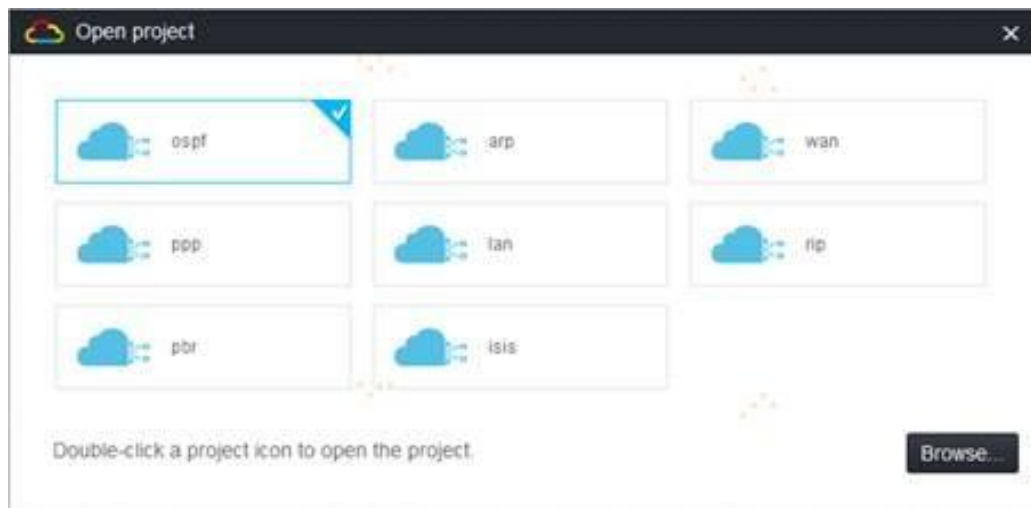 Open project
ospf
arp
wan
ppp
lan
rip
pbr
isis
Double-click a project icon to open the project.
Browse...